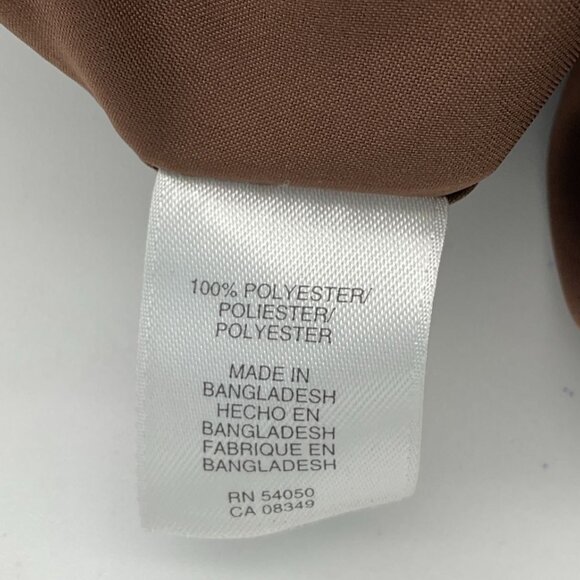 100% POLYESTER/
POLIESTER/
POLYESTER
MADE IN
BANGLADESH
HECHO EN
BANGLADESH
FABRIQUE EN
BANGLADESH
RN 54050
CA 08349